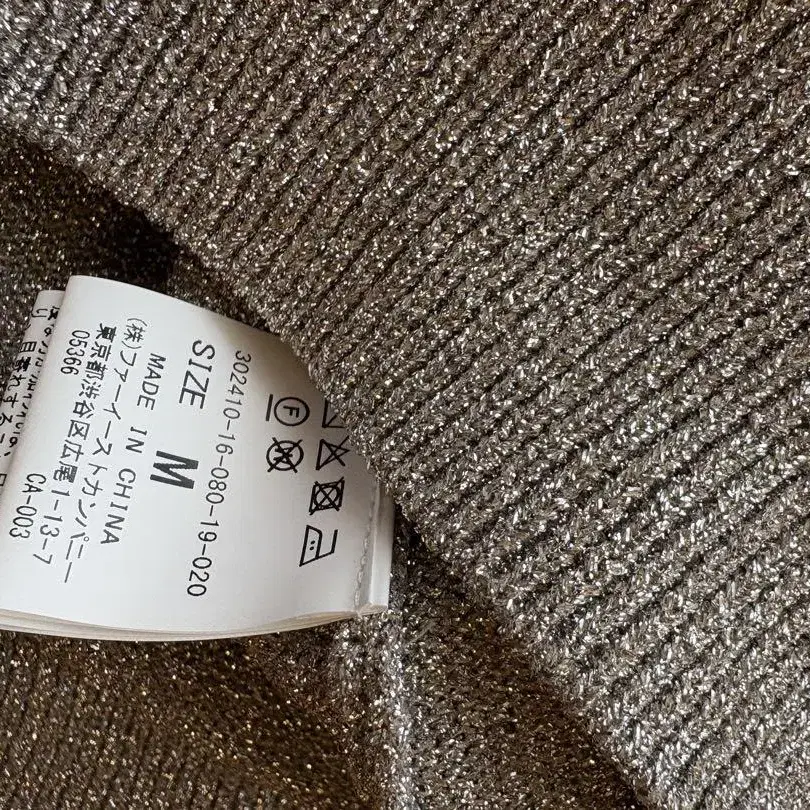 302410-16-080-19-020
SIZE M
MADE IN CHINA
(株)ファーイーストカンパニー
東京都渋谷区広尾1-13-7
05366 CA-003
F